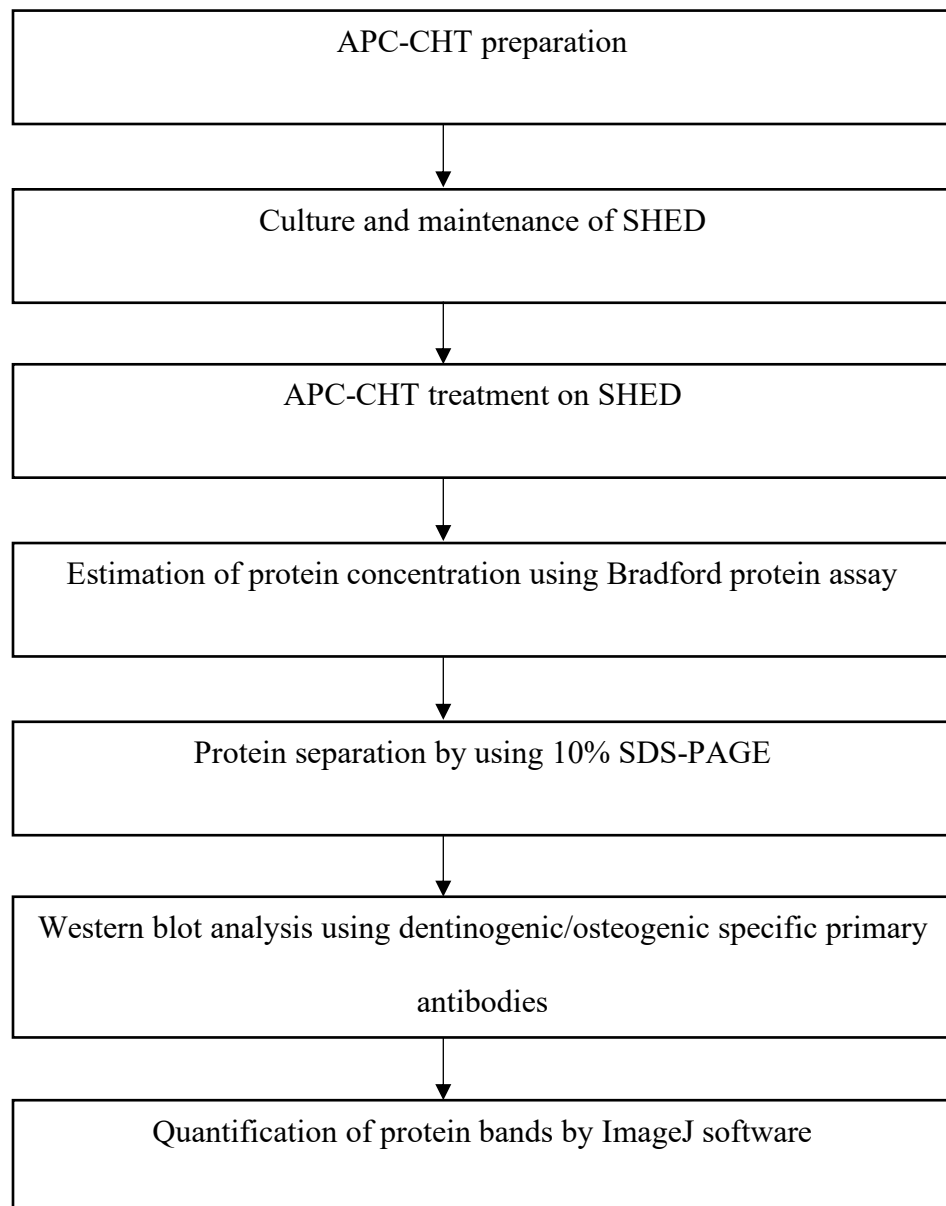 APC-CHT preparation
Culture and maintenance of SHED
APC-CHT treatment on SHED
Estimation of protein concentration using Bradford protein assay
Protein separation by using 10% SDS-PAGE
Western blot analysis using dentinogenic/osteogenic specific primary
antibodies
Quantification of protein bands by ImageJ software